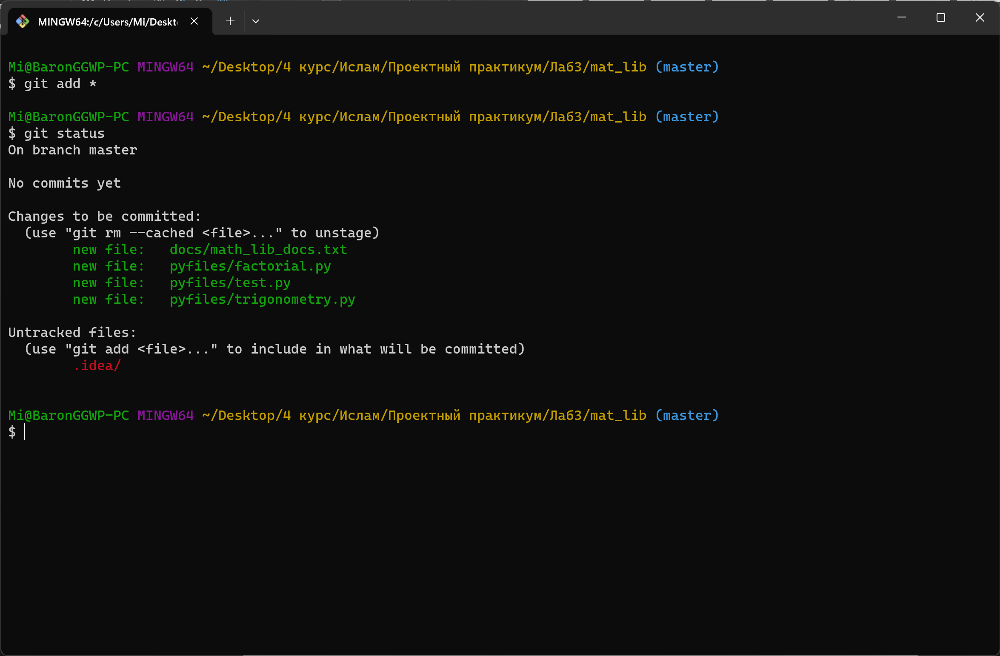 MINGW64:/c/Users/Mi/Deskt
Mi@BaronGGWP-PC MINGW64 ~/Desktop/4 курс/Ислам/Проектный практикум/Лаб3/mat_lib (master)
$ git add *
Mi@BaronGGWP-PC MINGW64 ~/Desktop/4 курс/Ислам/Проектный практикум/Лаб3/mat_lib (master)
$ git status
On branch master
No commits yet
Changes to be committed:
(use "git rm --cached <file>..." to unstage)
new file:   docs/math_lib_docs.txt
new file:   pyfiles/factorial.py
new file:   pyfiles/test.py
new file:   pyfiles/trigonometry.py
Untracked files:
(use "git add <file>..." to include in what will be committed)
.idea/
Mi@BaronGGWP-PC MINGW64 ~/Desktop/4 курс/Ислам/Проектный практикум/Лаб3/mat_lib (master)
$